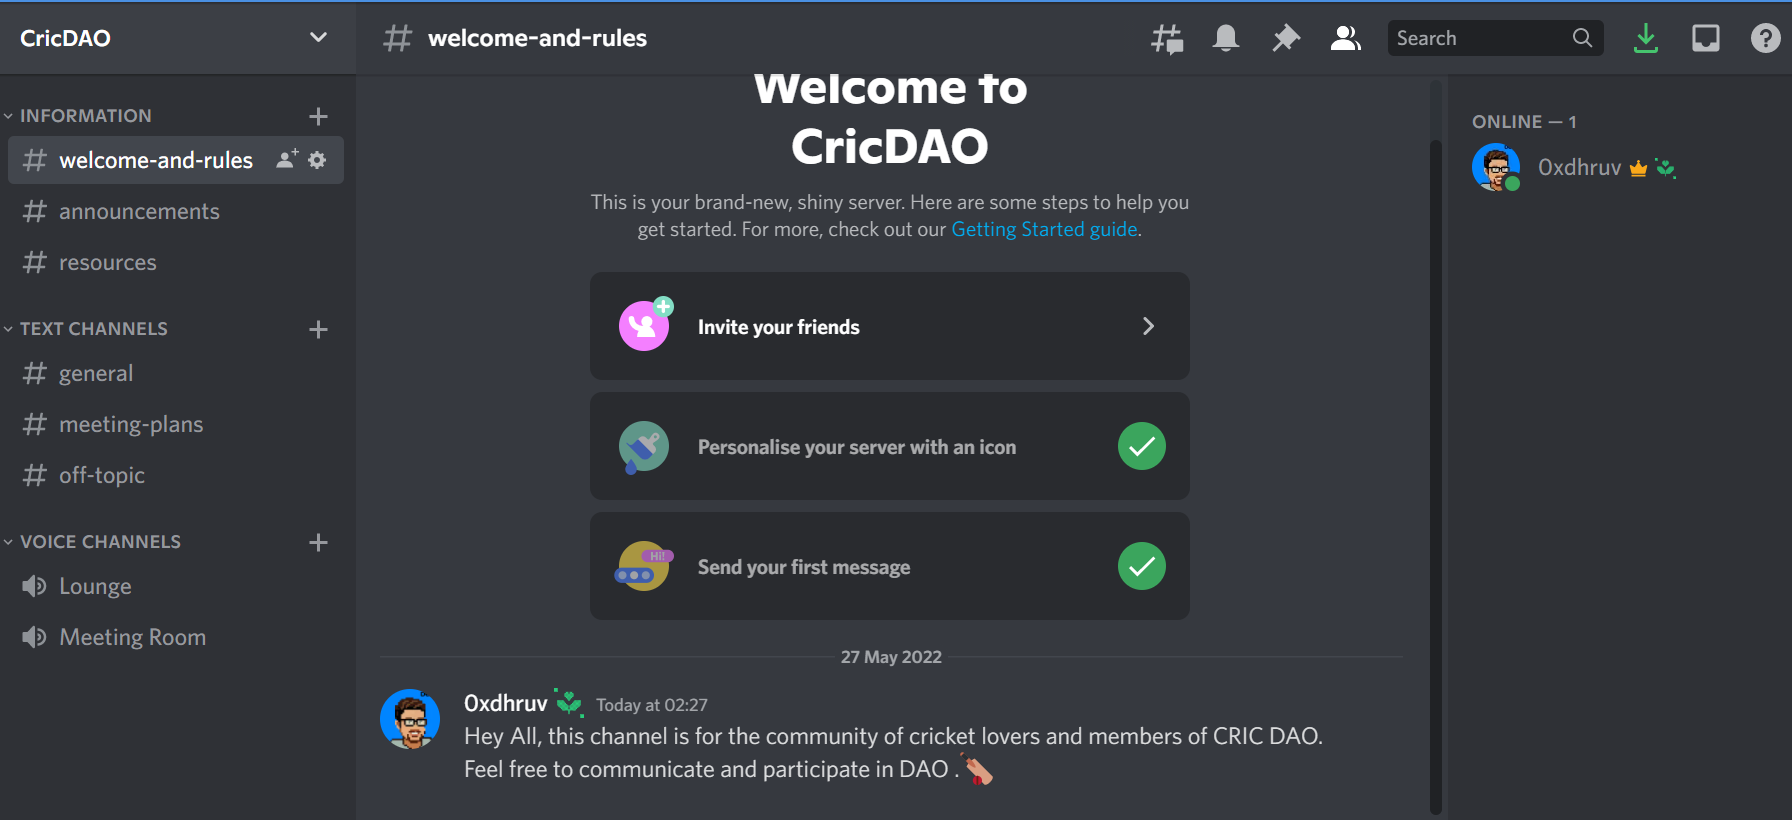 CricDAO
INFORMATION
welcome-and-rules
announcements
resources
TEXT CHANNELS
general
meeting-plans
off-topic
VOICE CHANNELS
Lounge
Meeting Room
welcome-and-rules
Search
Welcome to
CricDAO
This is your brand-new, shiny server. Here are some steps to help you
get started. For more, check out our Getting Started guide.
Invite your friends
Personalise your server with an icon
Hi!
Send your first message
27 May 2022
0xdhruv Today at 02:27
Hey All, this channel is for the community of cricket lovers and members of CRIC DAO.
Feel free to communicate and participate in DAO .
ONLINE — 1
0xdhruv